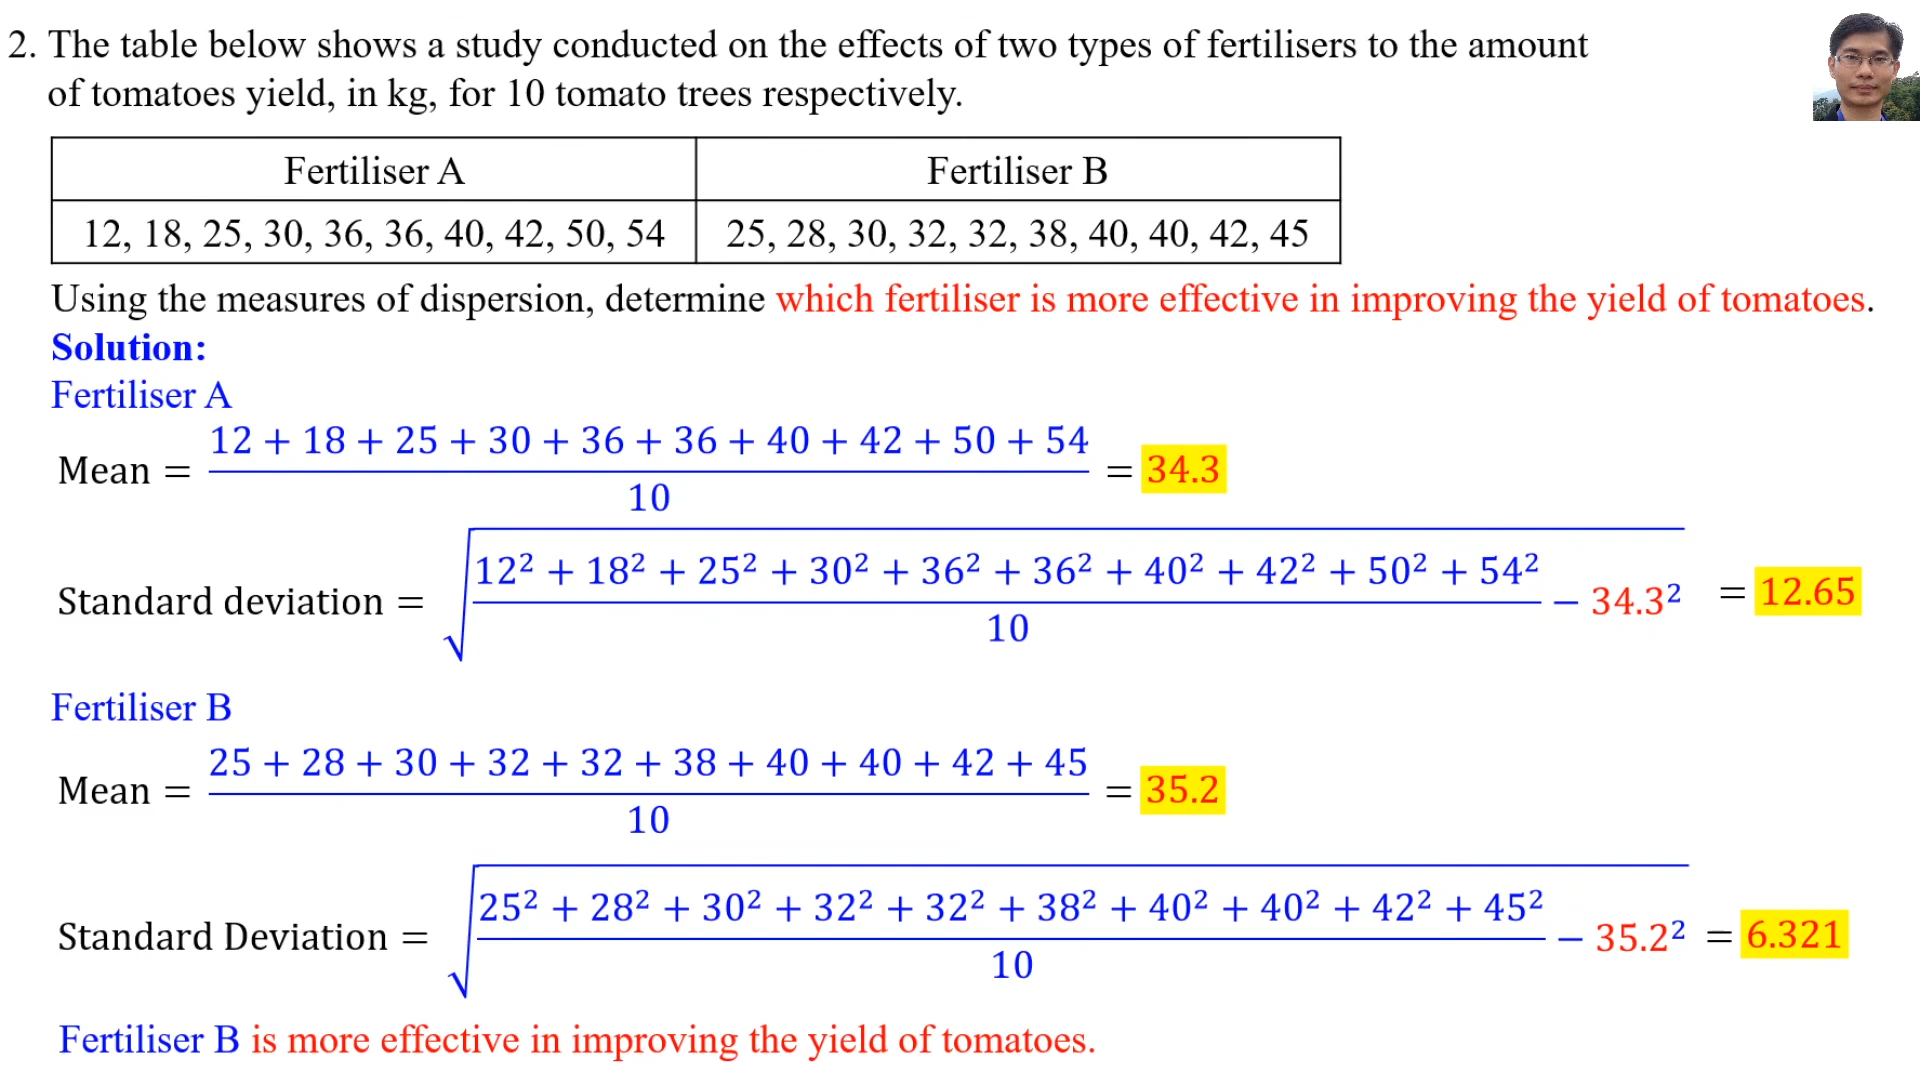 2. The table below shows a study conducted on the effects of two types of fertilisers to the amount
of tomatoes yield, in kg, for 10 tomato trees respectively.
Fertiliser A
Fertiliser B
12, 18, 25, 30, 36, 36, 40, 42, 50, 54
25, 28, 30, 32, 32, 38, 40, 40, 42, 45
Using the measures of dispersion, determine which fertiliser is more effective in improving the yield of tomatoes.
Solution:
Fertiliser A
Mean = (12 + 18 + 25 + 30 + 36 + 36 + 40 + 42 + 50 + 54) / 10 = 34.3
Standard deviation = √((12² + 18² + 25² + 30² + 36² + 36² + 40² + 42² + 50² + 54²) / 10 − 34.3²) = 12.65
Fertiliser B
Mean = (25 + 28 + 30 + 32 + 32 + 38 + 40 + 40 + 42 + 45) / 10 = 35.2
Standard Deviation = √((25² + 28² + 30² + 32² + 32² + 38² + 40² + 40² + 42² + 45²) / 10 − 35.2²) = 6.321
Fertiliser B is more effective in improving the yield of tomatoes.